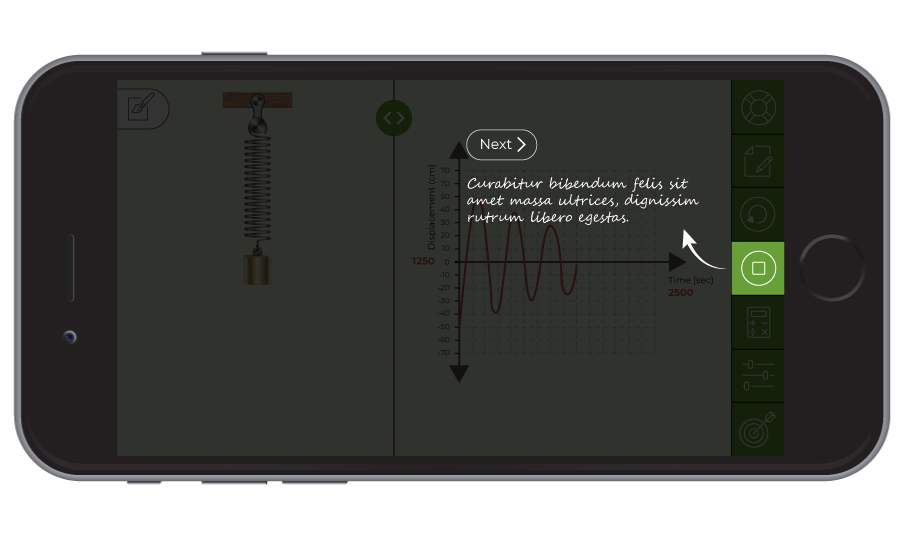 Next
Curabitur bibendum felis sit
amet massa ultrices, dignissim
rutrum libero egestas.
Displacement (cm)
70
70
50
40
30
20
10
0
-10
-20
-30
-40
-50
-60
-70
1250
Time (sec)
2500